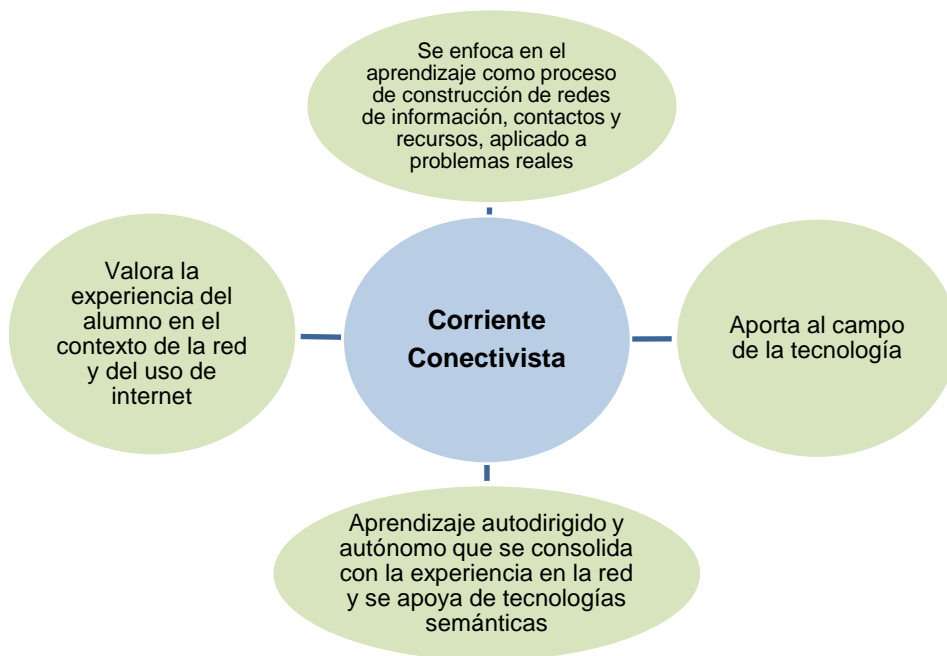 Se enfoca en el
aprendizaje como proceso
de construcción de redes
de información, contactos y
recursos, aplicado a
problemas reales
Valora la
experiencia del
alumno en el
contexto de la red
y del uso de
internet
Corriente
Conectivista
Aporta al campo
de la tecnología
Aprendizaje autodirigido y
autónomo que se consolida
con la experiencia en la red
y se apoya de tecnologías
semánticas